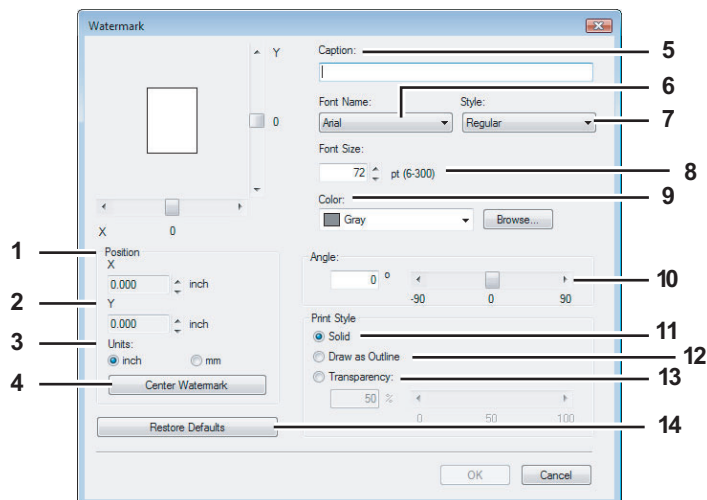 Watermark
Y
0
X 0
Caption:
Font Name: Style:
Arial Regular
Font Size:
72 pt (6-300)
Color:
Gray Browse...
Position
X
0.000 inch
Y
0.000 inch
Units:
inch mm
Center Watermark
Restore Defaults
Angle:
0 °
-90 0 90
Print Style
Solid
Draw as Outline
Transparency:
50 %
0 50 100
OK Cancel
1
2
3
4
5
6
7
8
9
10
11
12
13
14